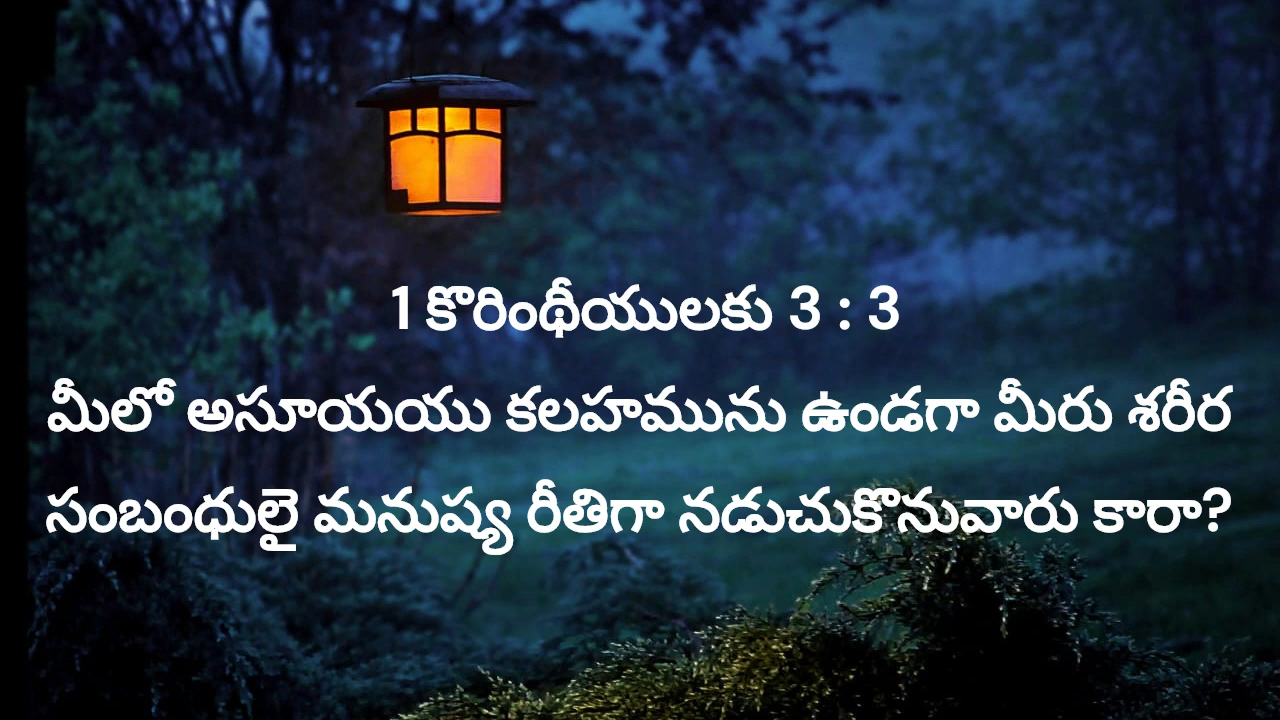 1 కొరింథీయులకు 3 : 3
మీలో అసూయయు కలహమును ఉండగా మీరు శరీర
సంబంధులై మనుష్య రీతిగా నడుచుకొనువారు కారా?